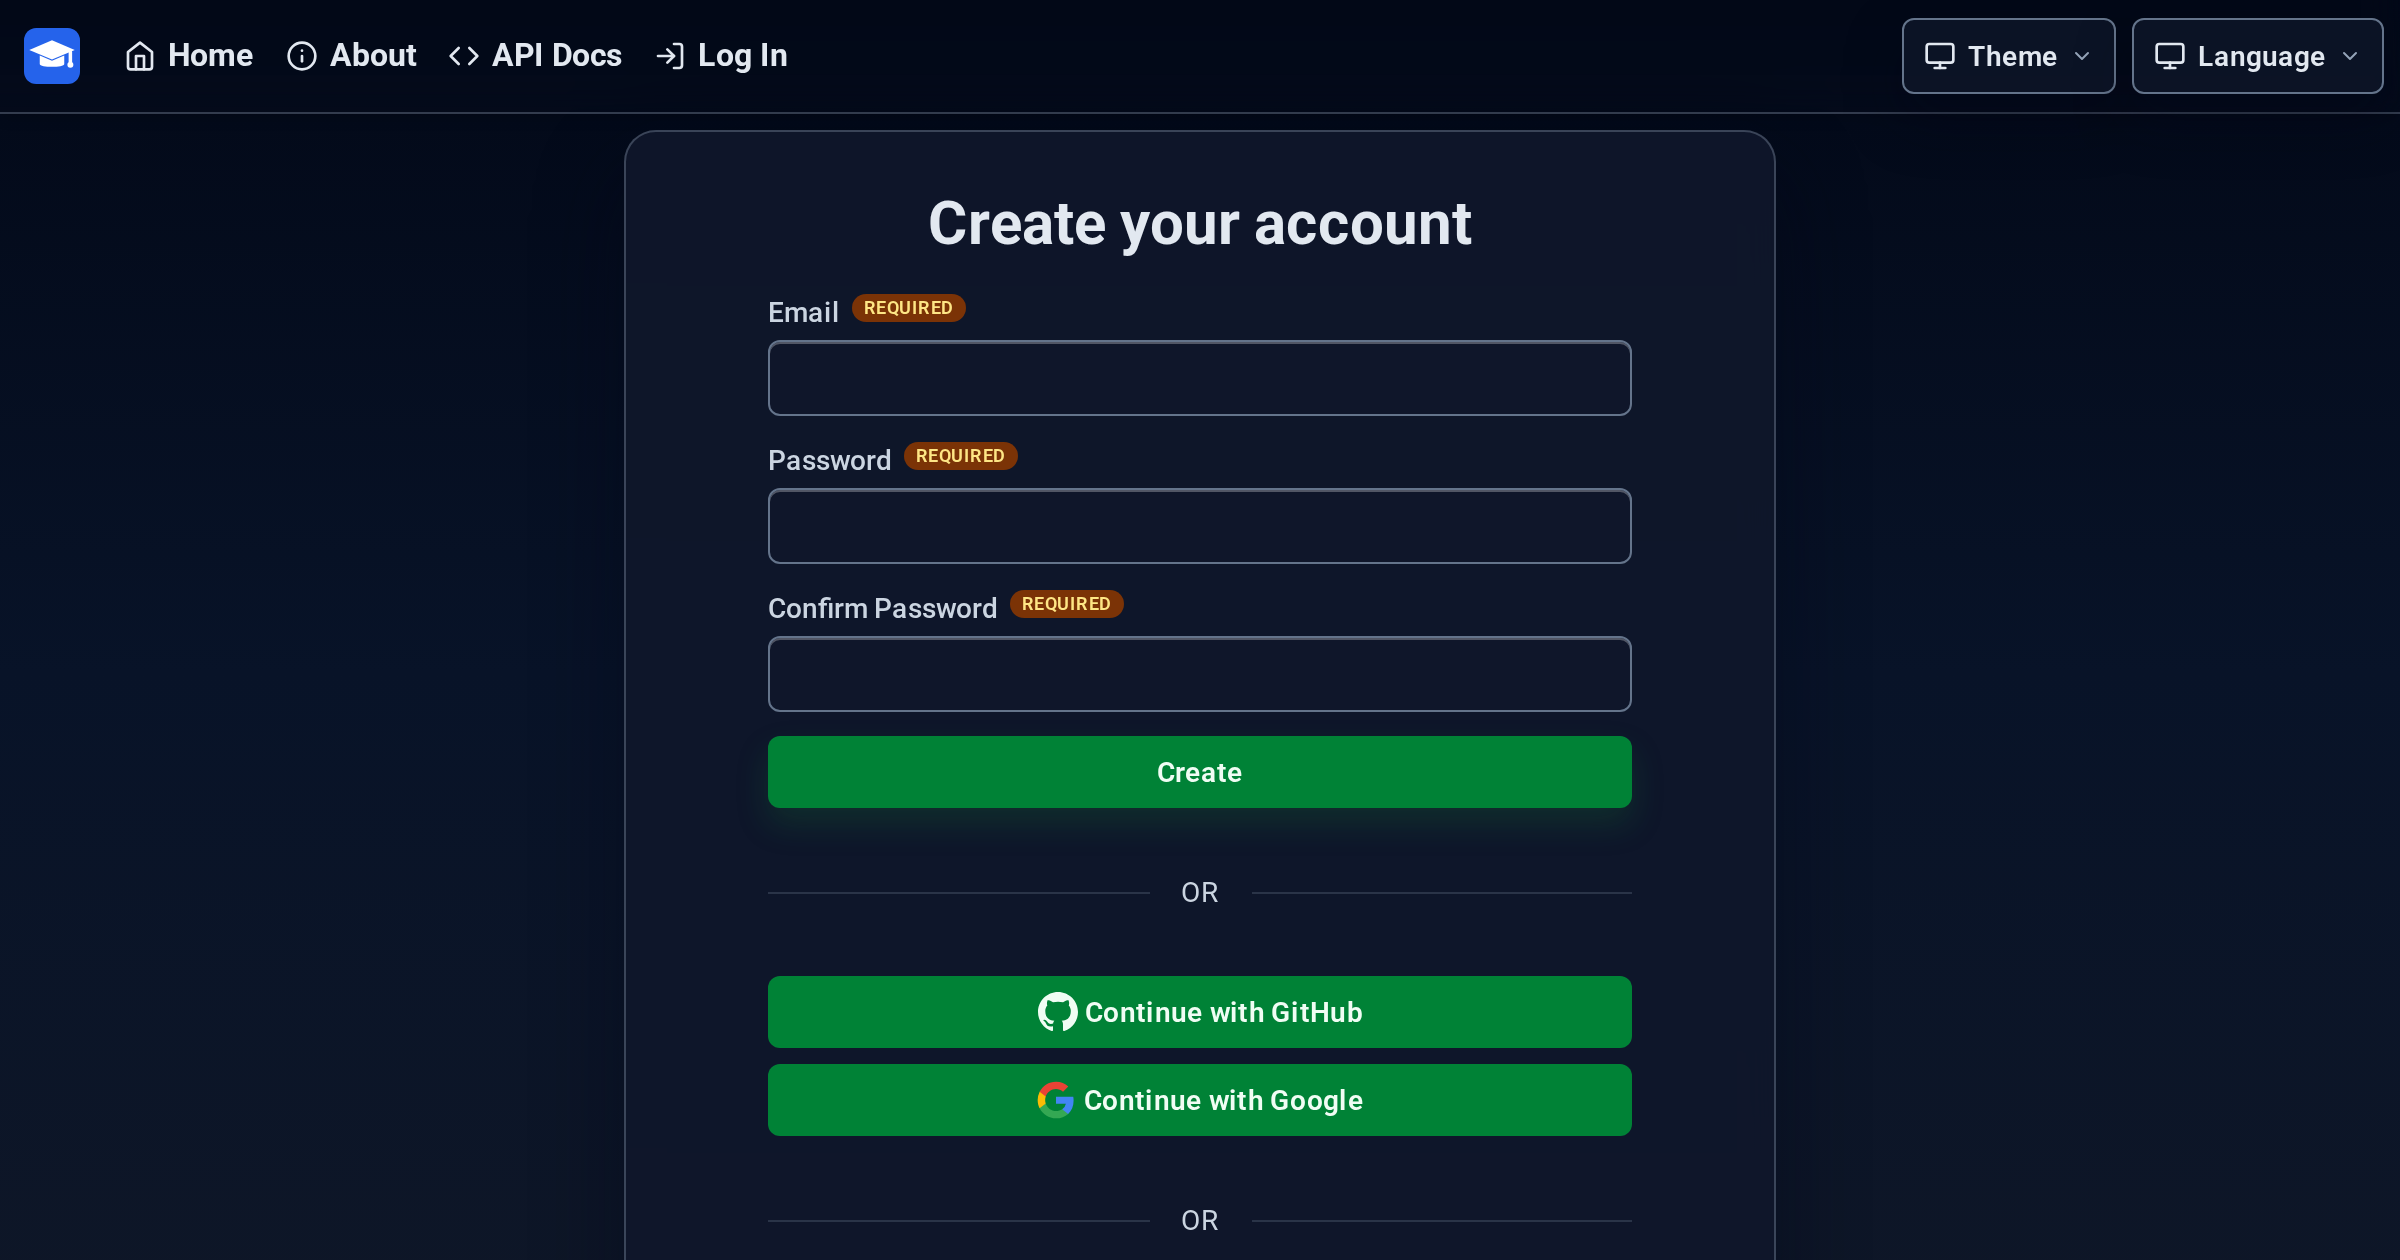 Home About API Docs Log In Theme Language
Create your account
Email REQUIRED
Password REQUIRED
Confirm Password REQUIRED
Create
OR
Continue with GitHub
Continue with Google
OR